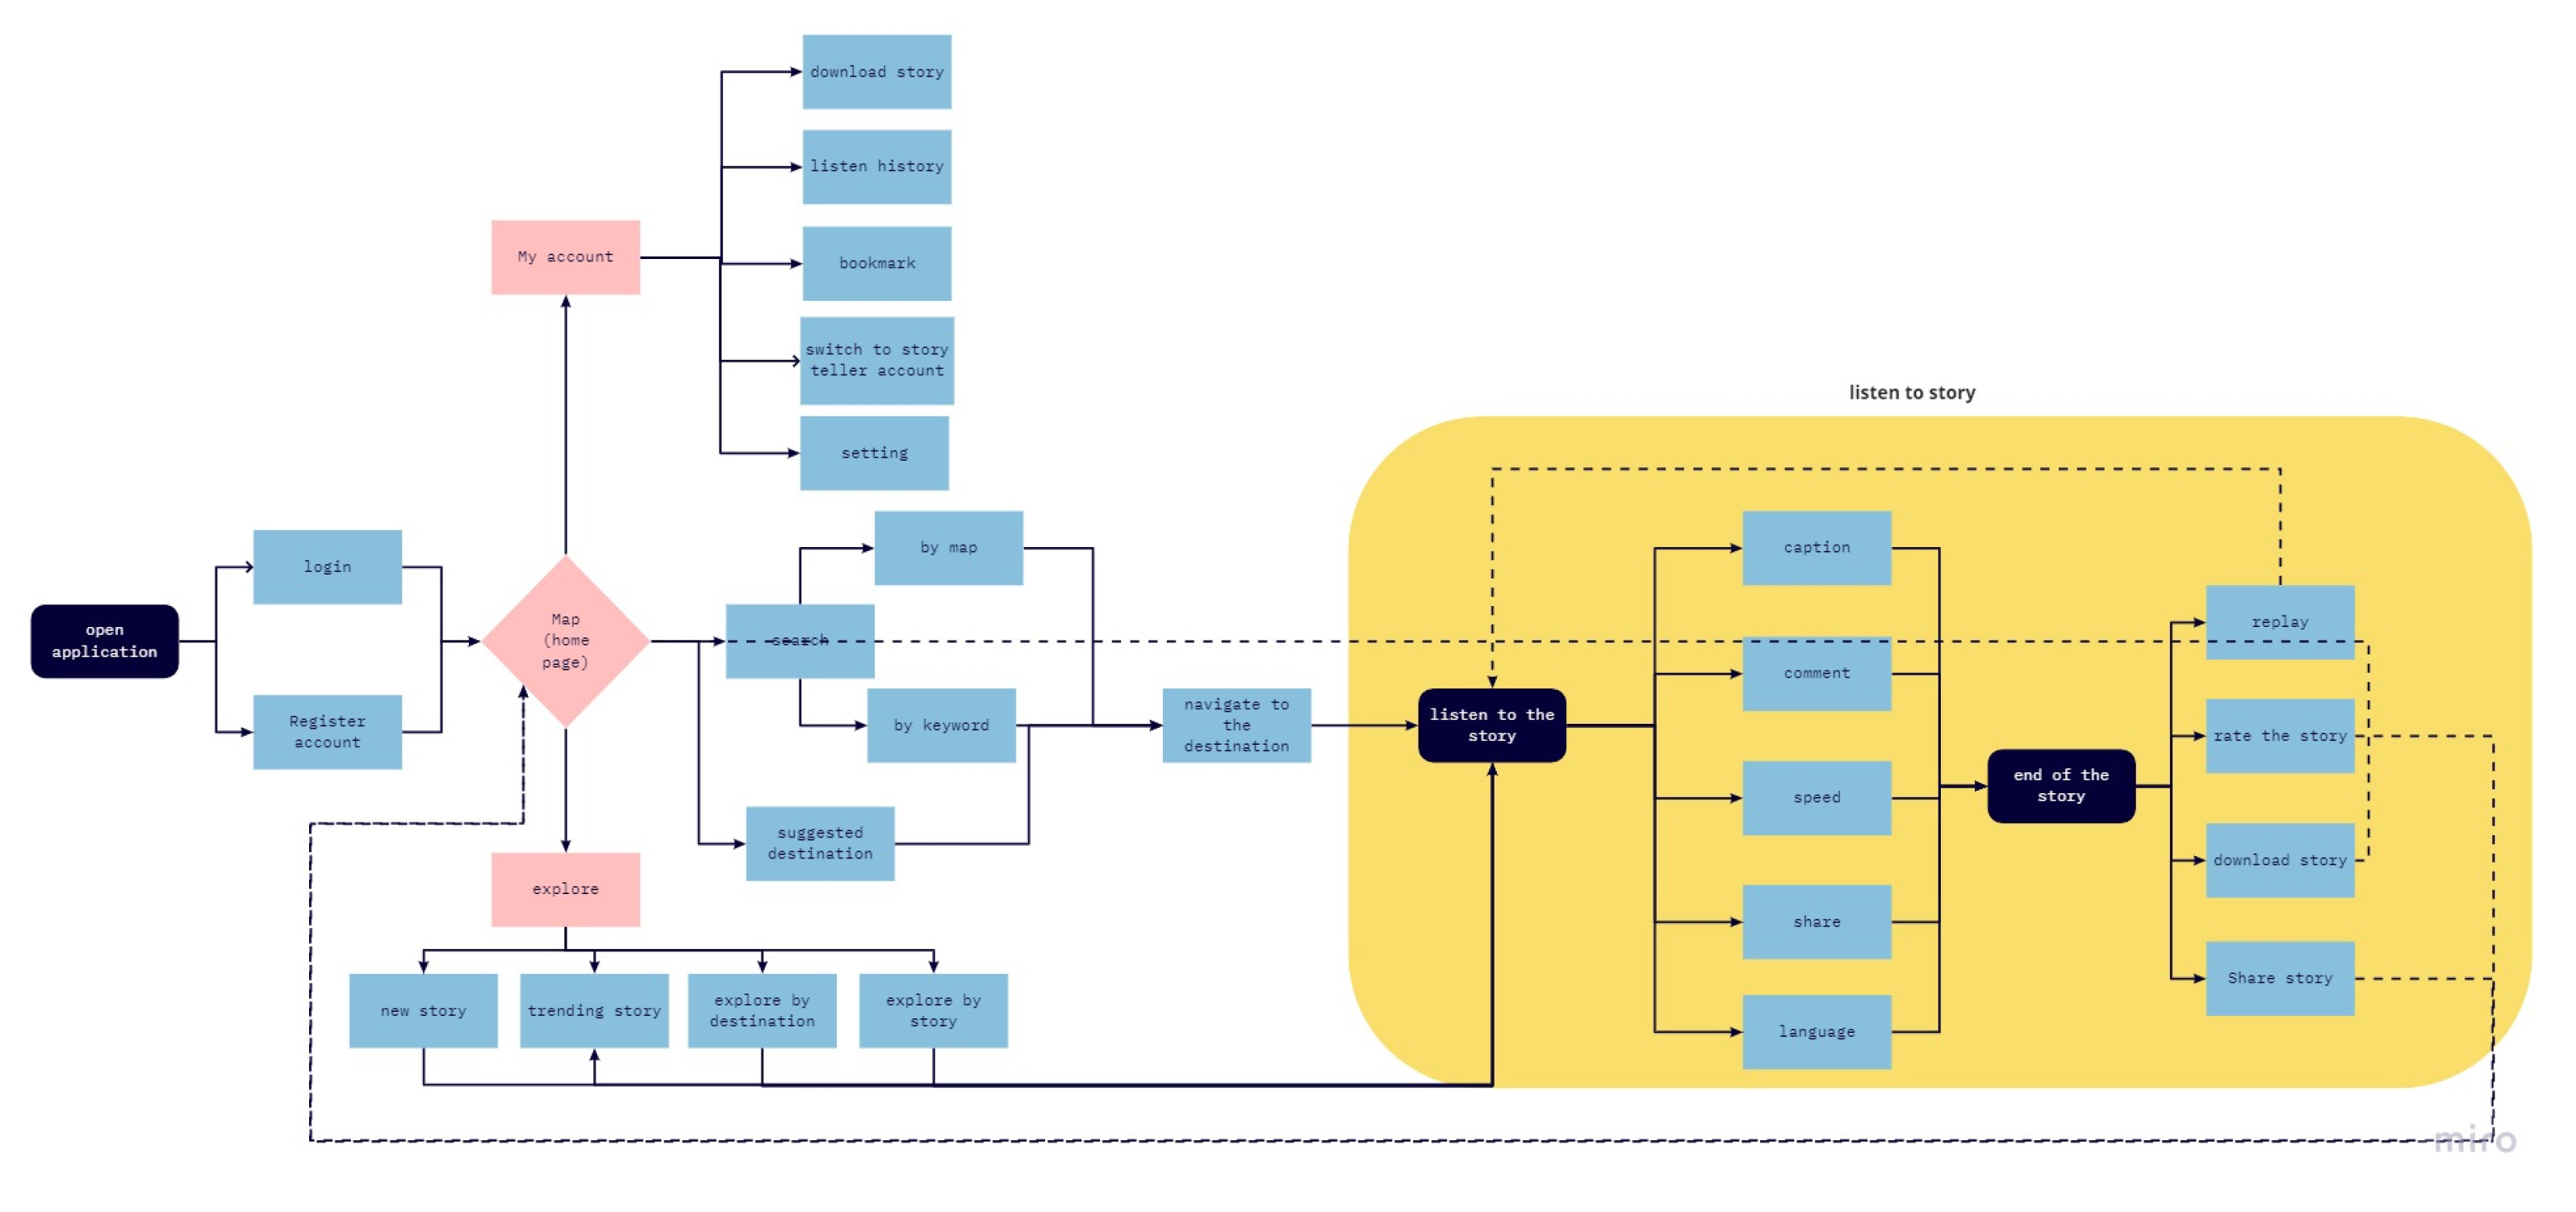 download story
listen history
My account
bookmark
switch to story
teller account
setting
listen to story
by map
caption
login
open
application
Map
(home
page)
search
replay
comment
Register
account
by keyword
navigate to
the
destination
listen to the
story
rate the story
end of the
story
speed
suggested
destination
download story
explore
share
Share story
new story
trending story
explore by
destination
explore by
story
language
miro